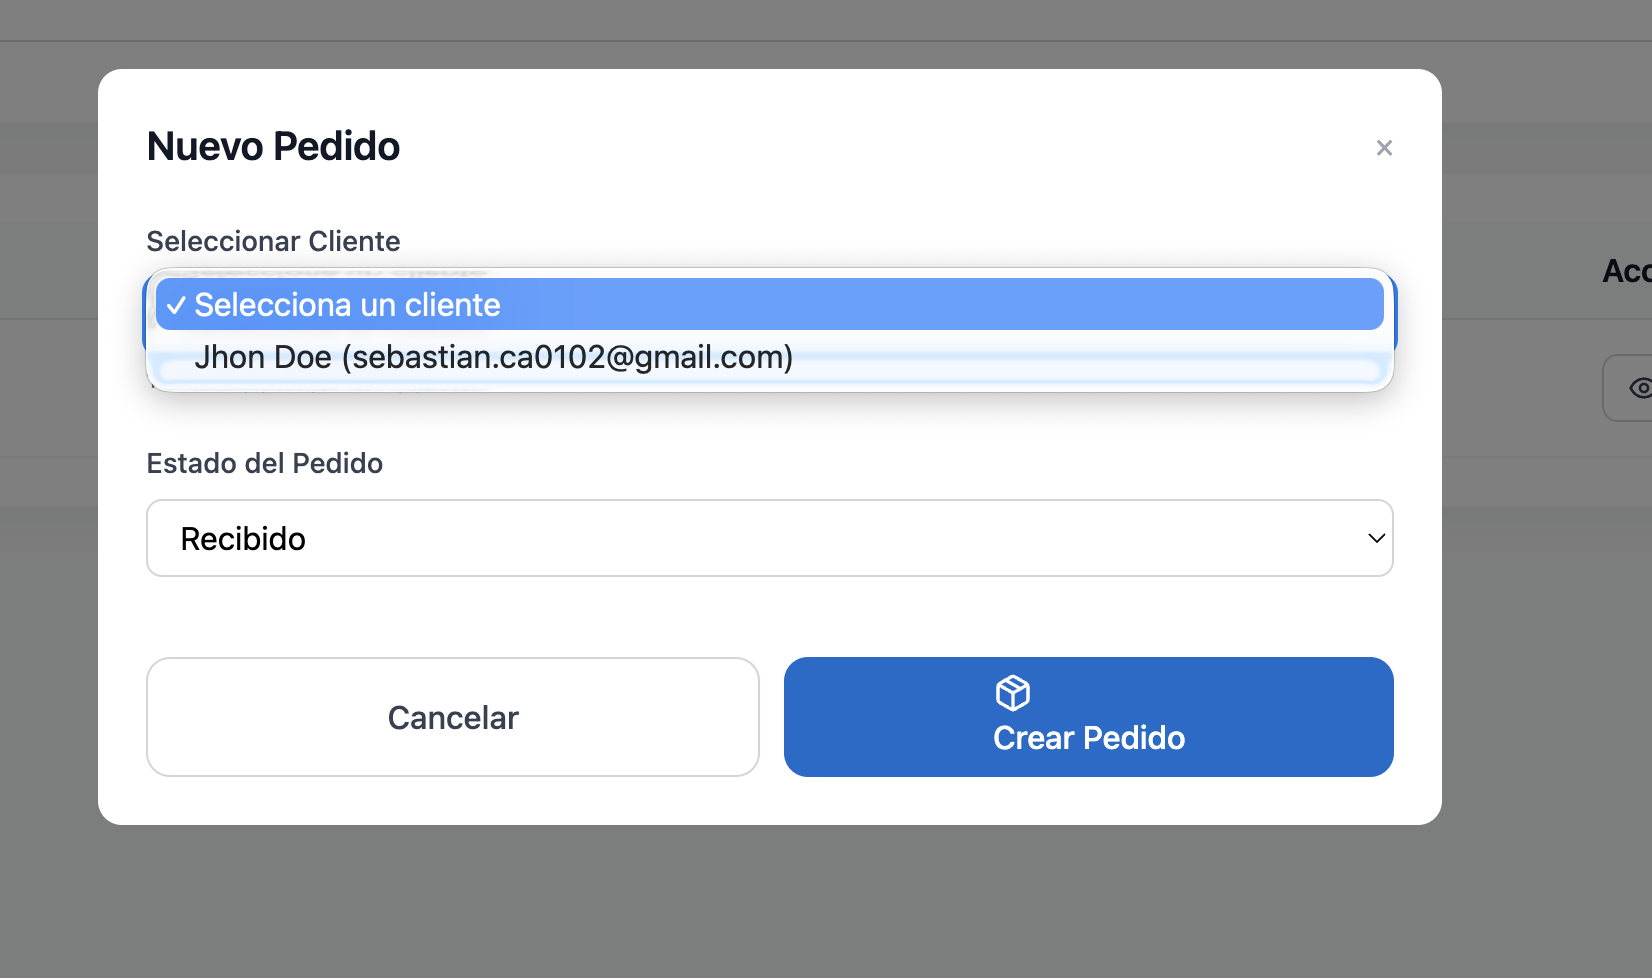 Nuevo Pedido
×
Seleccionar Cliente
✓ Selecciona un cliente
Jhon Doe (sebastian.ca0102@gmail.com)
Estado del Pedido
Recibido
Cancelar
Crear Pedido